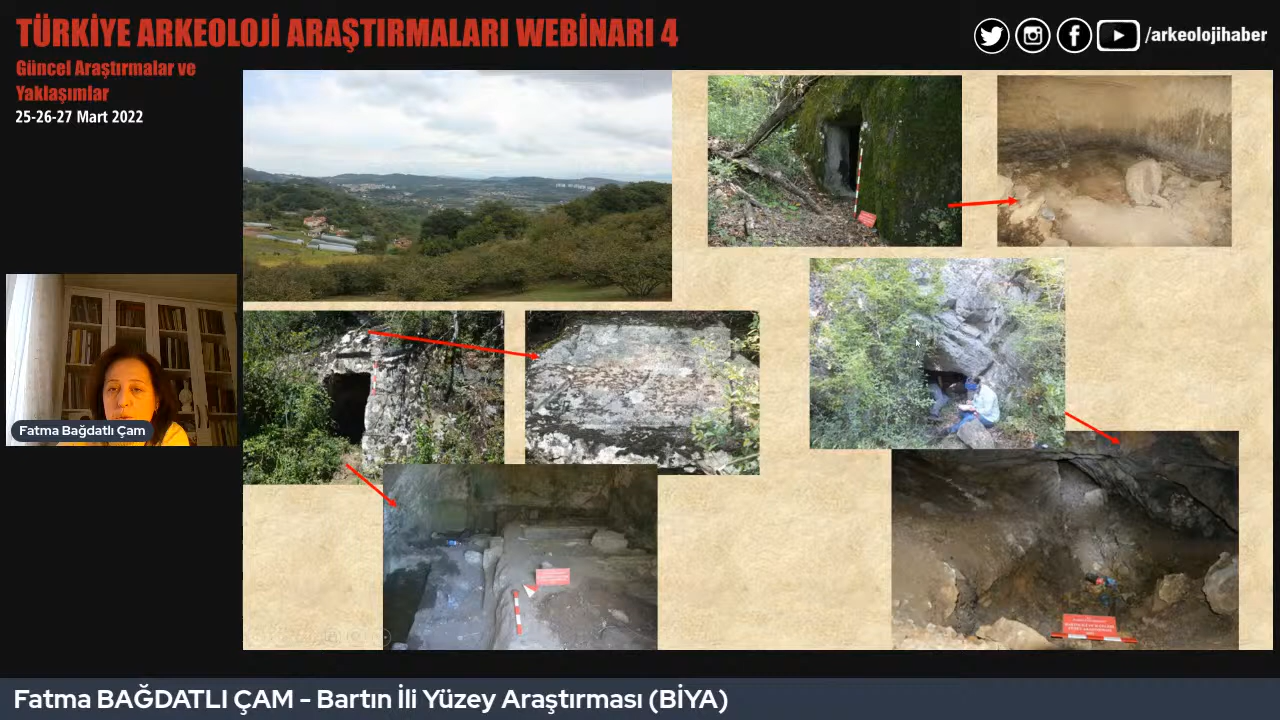 TÜRKİYE ARKEOLOJİ ARAŞTIRMALARI WEBİNARI 4
/arkeolojihaber
Güncel Araştırmalar ve
Yaklaşımlar
25-26-27 Mart 2022
Fatma Bağdatlı Çam
Fatma BAĞDATLI ÇAM - Bartın İli Yüzey Araştırması (BİYA)